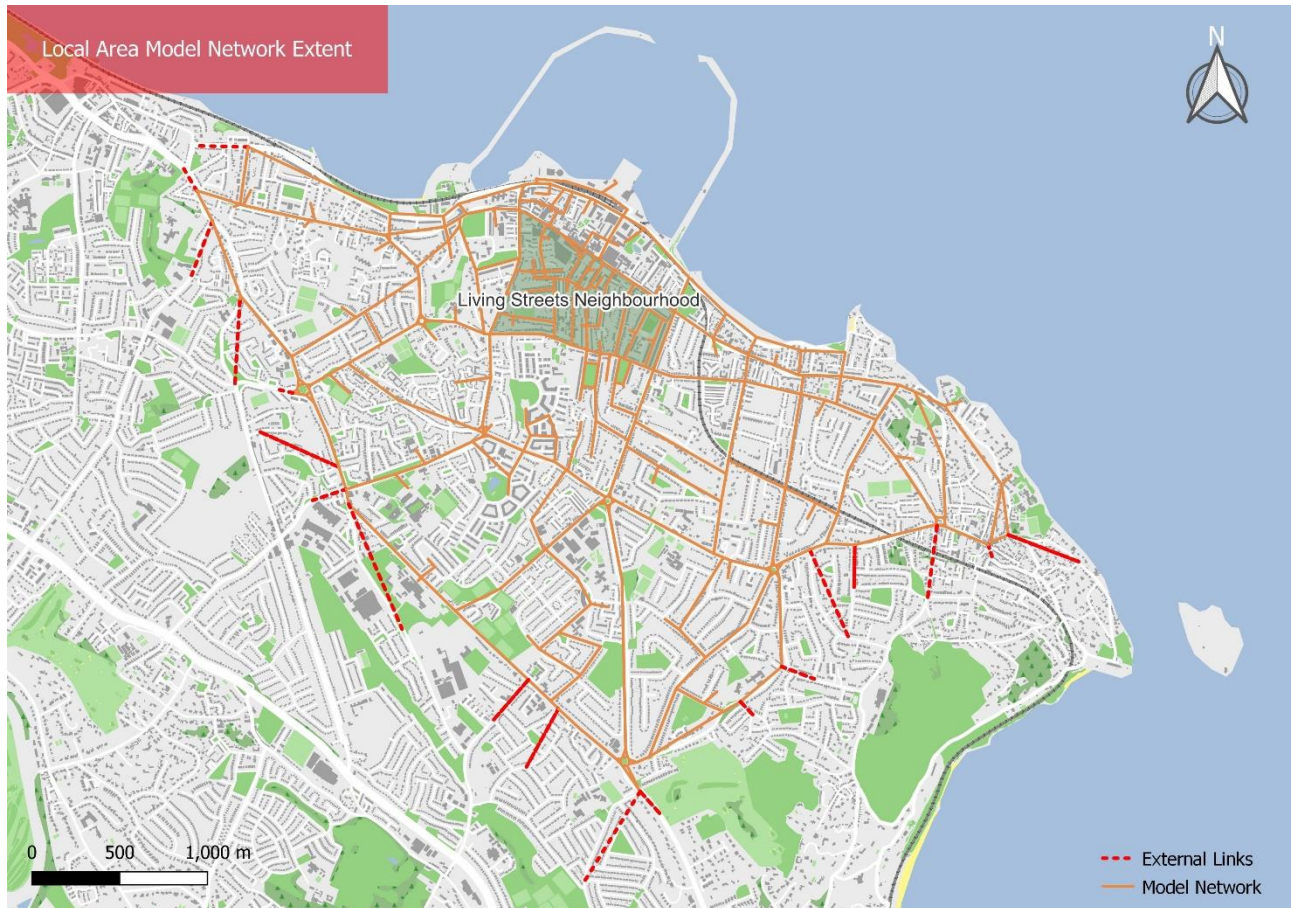 Local Area Model Network Extent
N
Living Streets Neighbourhood
0 500 1,000 m
External Links
Model Network